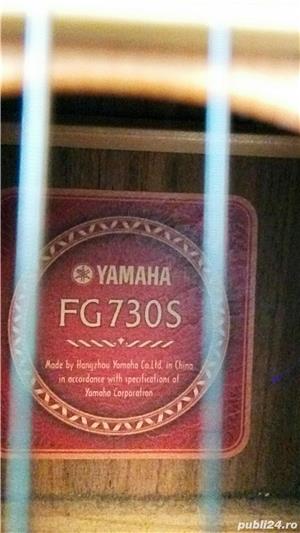 YAMAHA
FG730S
Made by Hangzhou Yamaha Co.Ltd. in China
in accordance with specifications of
Yamaha Corporation
publi24.ro